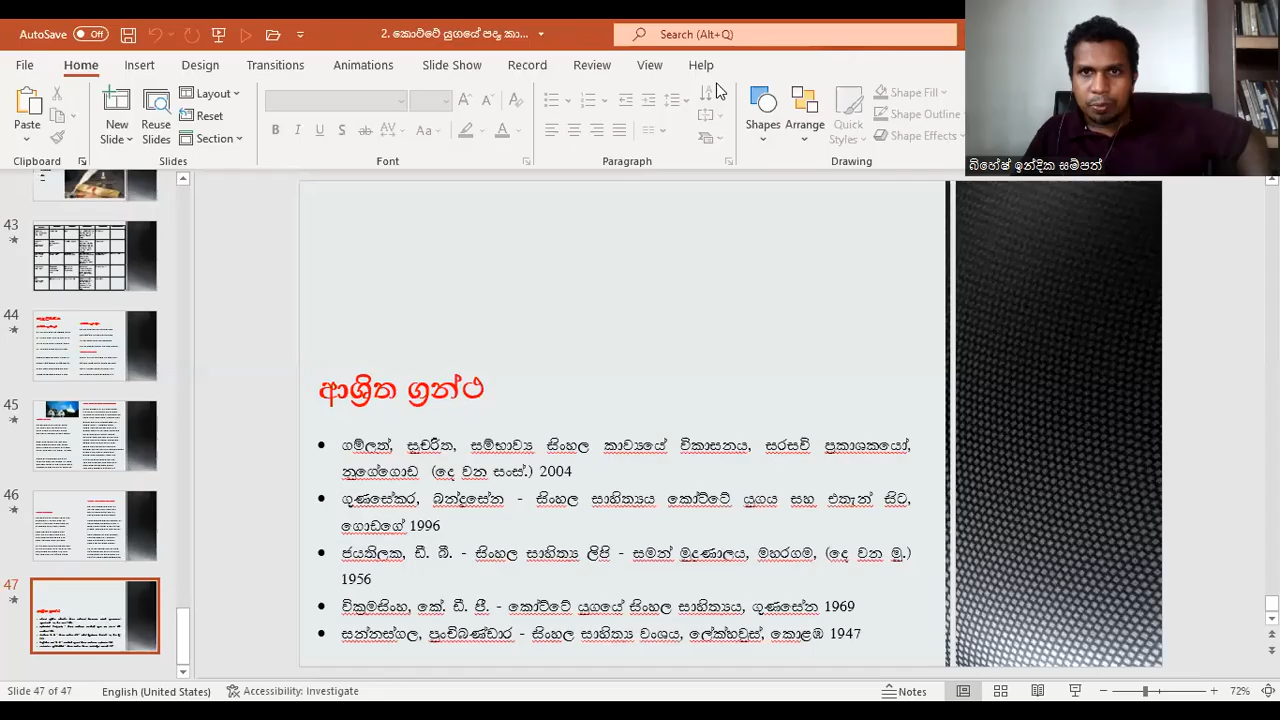 AutoSave Off 2. කොට්ටේ යුගයේ පද්‍ය කා... Search (Alt+Q)
File Home Insert Design Transitions Animations Slide Show Record Review View Help
Paste New Slide Reuse Slides Layout Reset Section Shapes Arrange Quick Styles Shape Fill Shape Outline Shape Effects
Clipboard Slides Font Paragraph Drawing
බිහේෂ් ඉන්දික සම්පත්
43
44
45
46
47
ආශ්‍රිත ග්‍රන්ථ
ගම්ලත්, සුචරිත, සම්භාව්‍ය සිංහල කාව්‍යයේ විකාසනය, සරසවි ප්‍රකාශකයෝ,
නුගේගොඩ (දෙ වන සංස්.) 2004
ගුණසේකර, බන්දුසේන - සිංහල සාහිත්‍යය කෝට්ටේ යුගය සහ එතැන් සිට,
ගොඩගේ 1996
ජයතිලක, ඩී. බී. - සිංහල සාහිත්‍ය ලිපි - සමන් මුද්‍රණාලය, මහරගම, (දෙ වන මු.)
1956
වික්‍රමසිංහ, කේ. ඩී. පී. - කෝට්ටේ යුගයේ සිංහල සාහිත්‍යය, ගුණසේන 1969
සන්නස්ගල, පුංචිබණ්ඩාර - සිංහල සාහිත්‍ය වංශය, ලේක්හවුස්, කොළඹ 1947
Slide 47 of 47 English (United States) Accessibility: Investigate Notes 72%